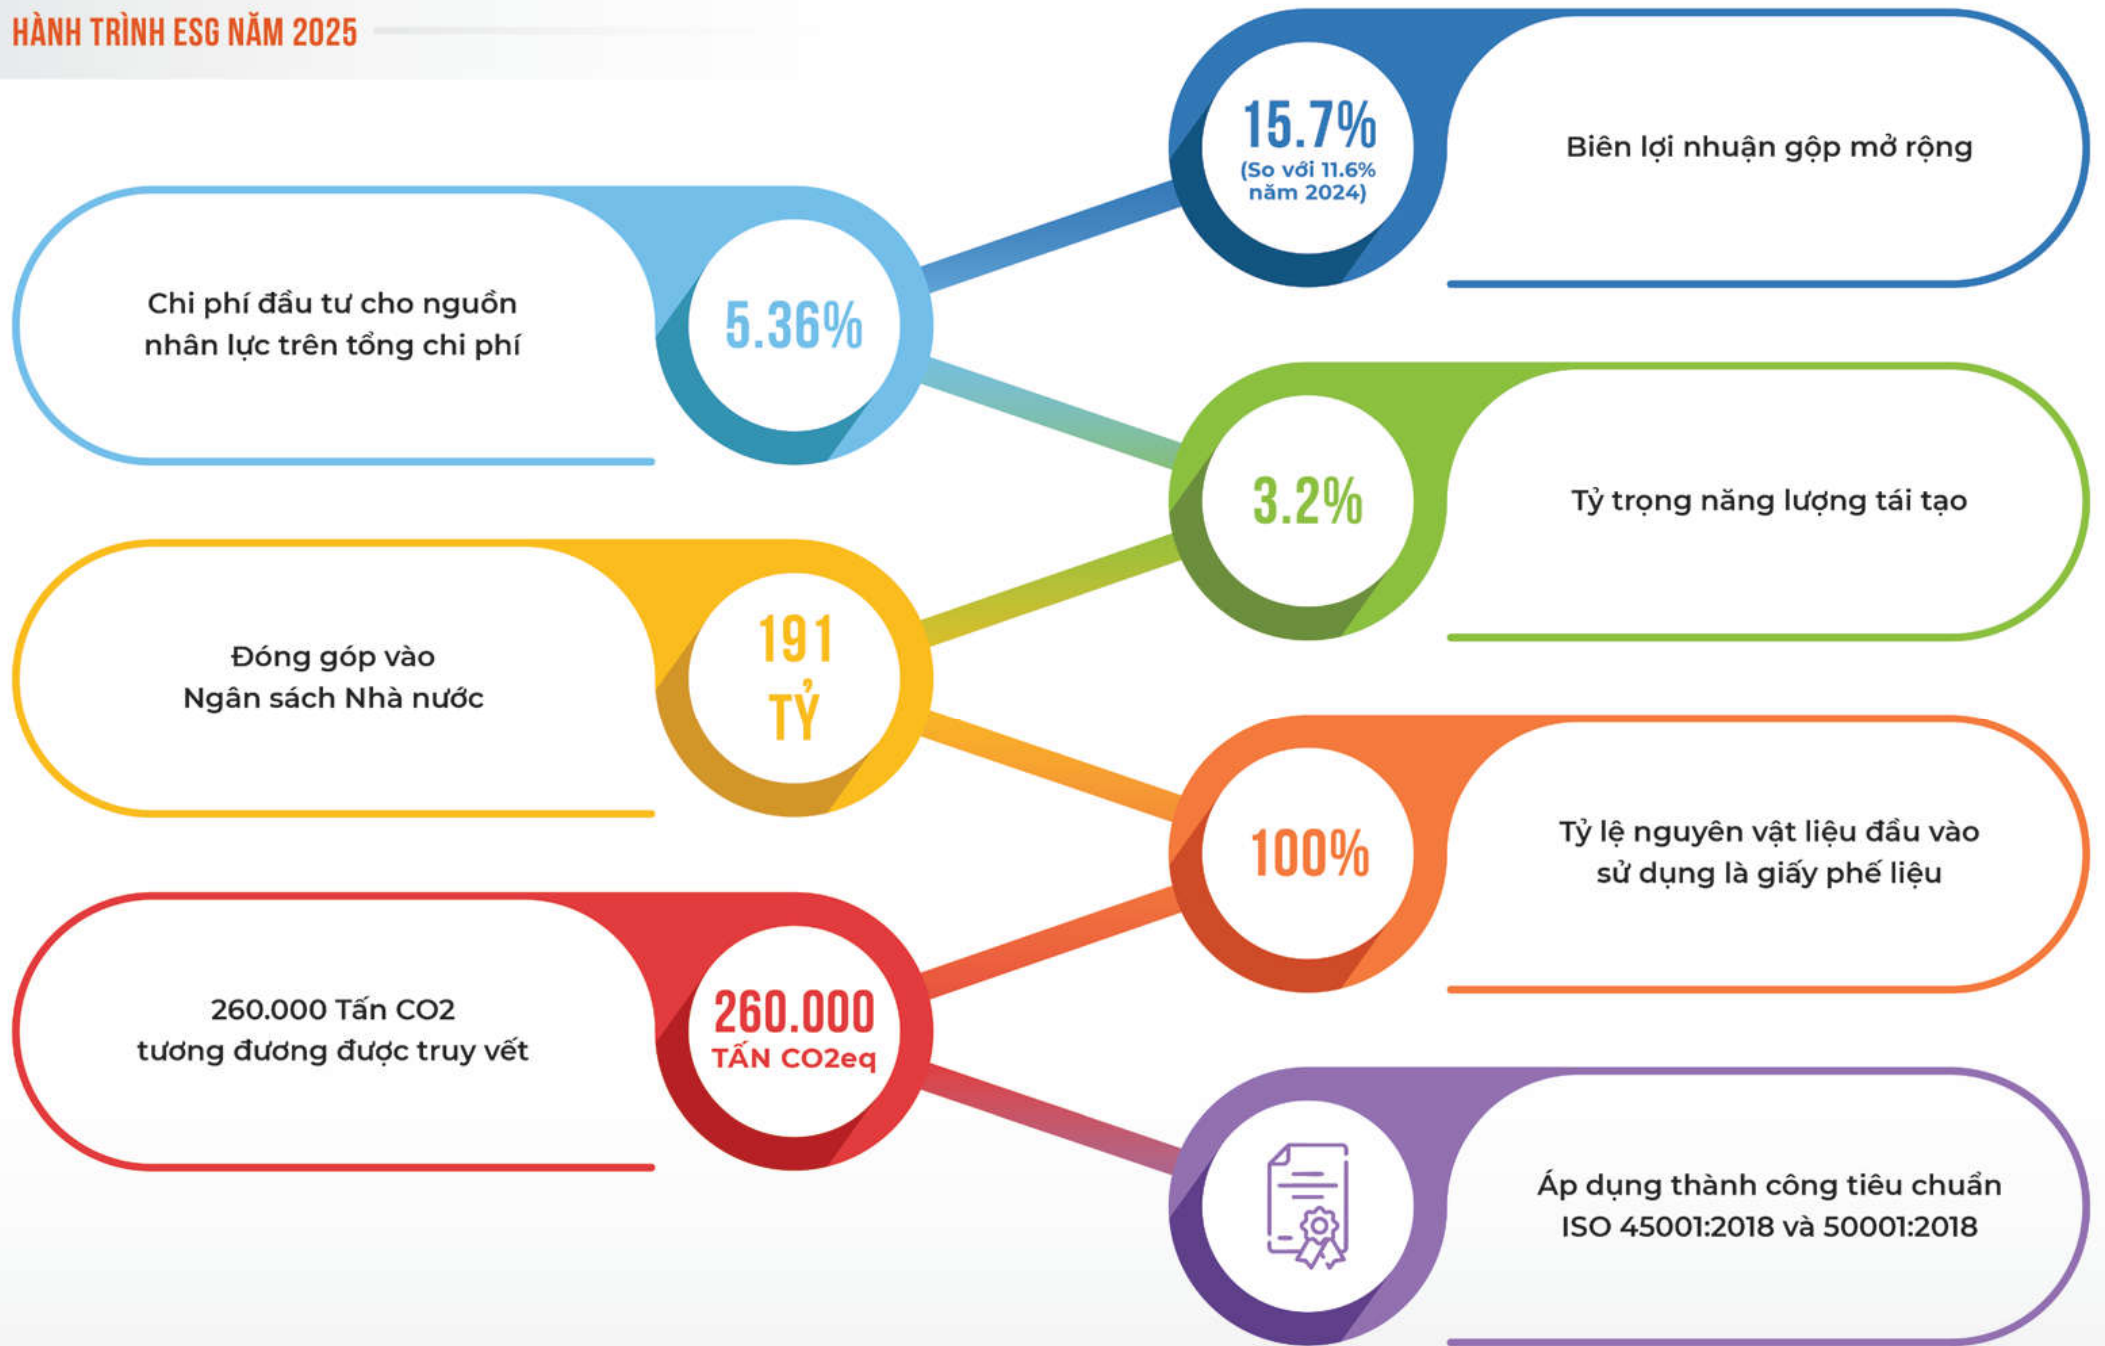 HÀNH TRÌNH ESG NĂM 2025
15.7%
(So với 11.6%
năm 2024)
Biên lợi nhuận gộp mở rộng
Chi phí đầu tư cho nguồn
nhân lực trên tổng chi phí
5.36%
3.2%
Tỷ trọng năng lượng tái tạo
Đóng góp vào
Ngân sách Nhà nước
191
TỶ
100%
Tỷ lệ nguyên vật liệu đầu vào
sử dụng là giấy phế liệu
260.000 Tấn CO2
tương đương được truy vết
260.000
TẤN CO2eq
Áp dụng thành công tiêu chuẩn
ISO 45001:2018 và 50001:2018